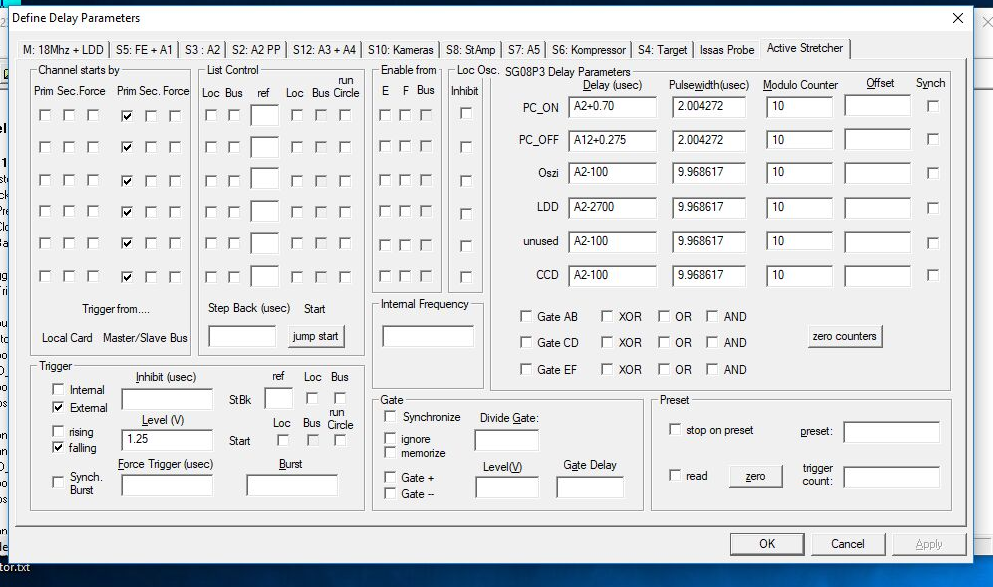 Define Delay Parameters
M: 18Mhz + LDD S5: FE + A1 S3 : A2 S2: A2 PP S12: A3 + A4 S10: Kameras S8: StAmp S7: A5 S6: Kompressor S4: Target Issas Probe Active Stretcher
Channel starts by
Prim Sec. Force Prim Sec. Force
Trigger from....
Local Card Master/Slave Bus
List Control
Loc Bus ref Loc Bus run Circle
Step Back (usec) Start
jump start
Enable from
E F Bus
Loc Osc.
Inhibit
Internal Frequency
SG08P3 Delay Parameters
Delay (usec) Pulsewidth(usec) Modulo Counter Offset Synch
PC_ON A2+0.70 2.004272 10
PC_OFF A12+0.275 2.004272 10
Oszi A2-100 9.968617 10
LDD A2-2700 9.968617 10
unused A2-100 9.968617 10
CCD A2-100 9.968617 10
Gate AB XOR OR AND
Gate CD XOR OR AND
Gate EF XOR OR AND
zero counters
Trigger
Internal
External
rising
falling
Synch.
Burst
Inhibit (usec)
Level (V)
1.25
Force Trigger (usec)
Burst
ref Loc Bus
StBk
Loc Bus run Circle
Start
Gate
Synchronize
ignore
memorize
Gate +
Gate --
Divide Gate:
Level(V) Gate Delay
Preset
stop on preset preset:
read zero trigger count:
OK Cancel Apply
tor.txt